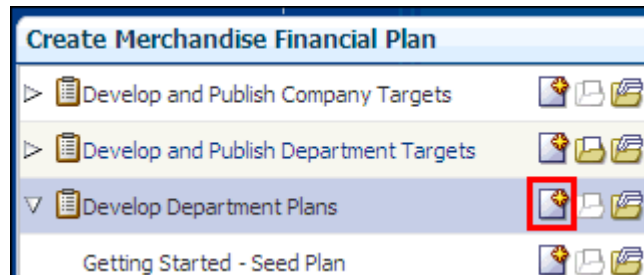 Create Merchandise Financial Plan
Develop and Publish Company Targets
Develop and Publish Department Targets
Develop Department Plans
Getting Started - Seed Plan